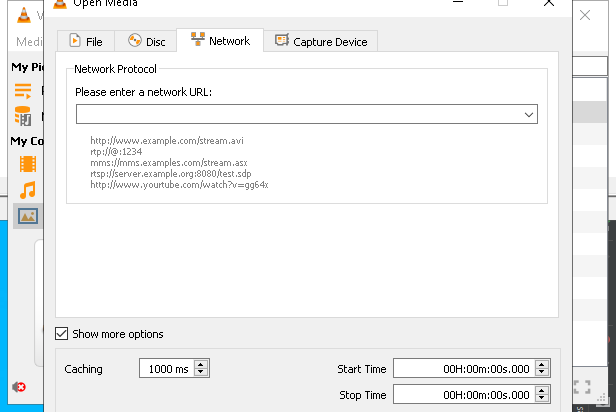 Open Media
Medi
File
Disc
Network
Capture Device
My Pi
Network Protocol
Please enter a network URL:
My Co
http://www.example.com/stream.avi
rtp://@:1234
mms://mms.examples.com/stream.asx
rtsp://server.example.org:8080/test.sdp
http://www.yourtube.com/watch?v=gg64x
Show more options
Caching
1000 ms
Start Time
00H:00m:00s.000
Stop Time
00H:00m:00s.000